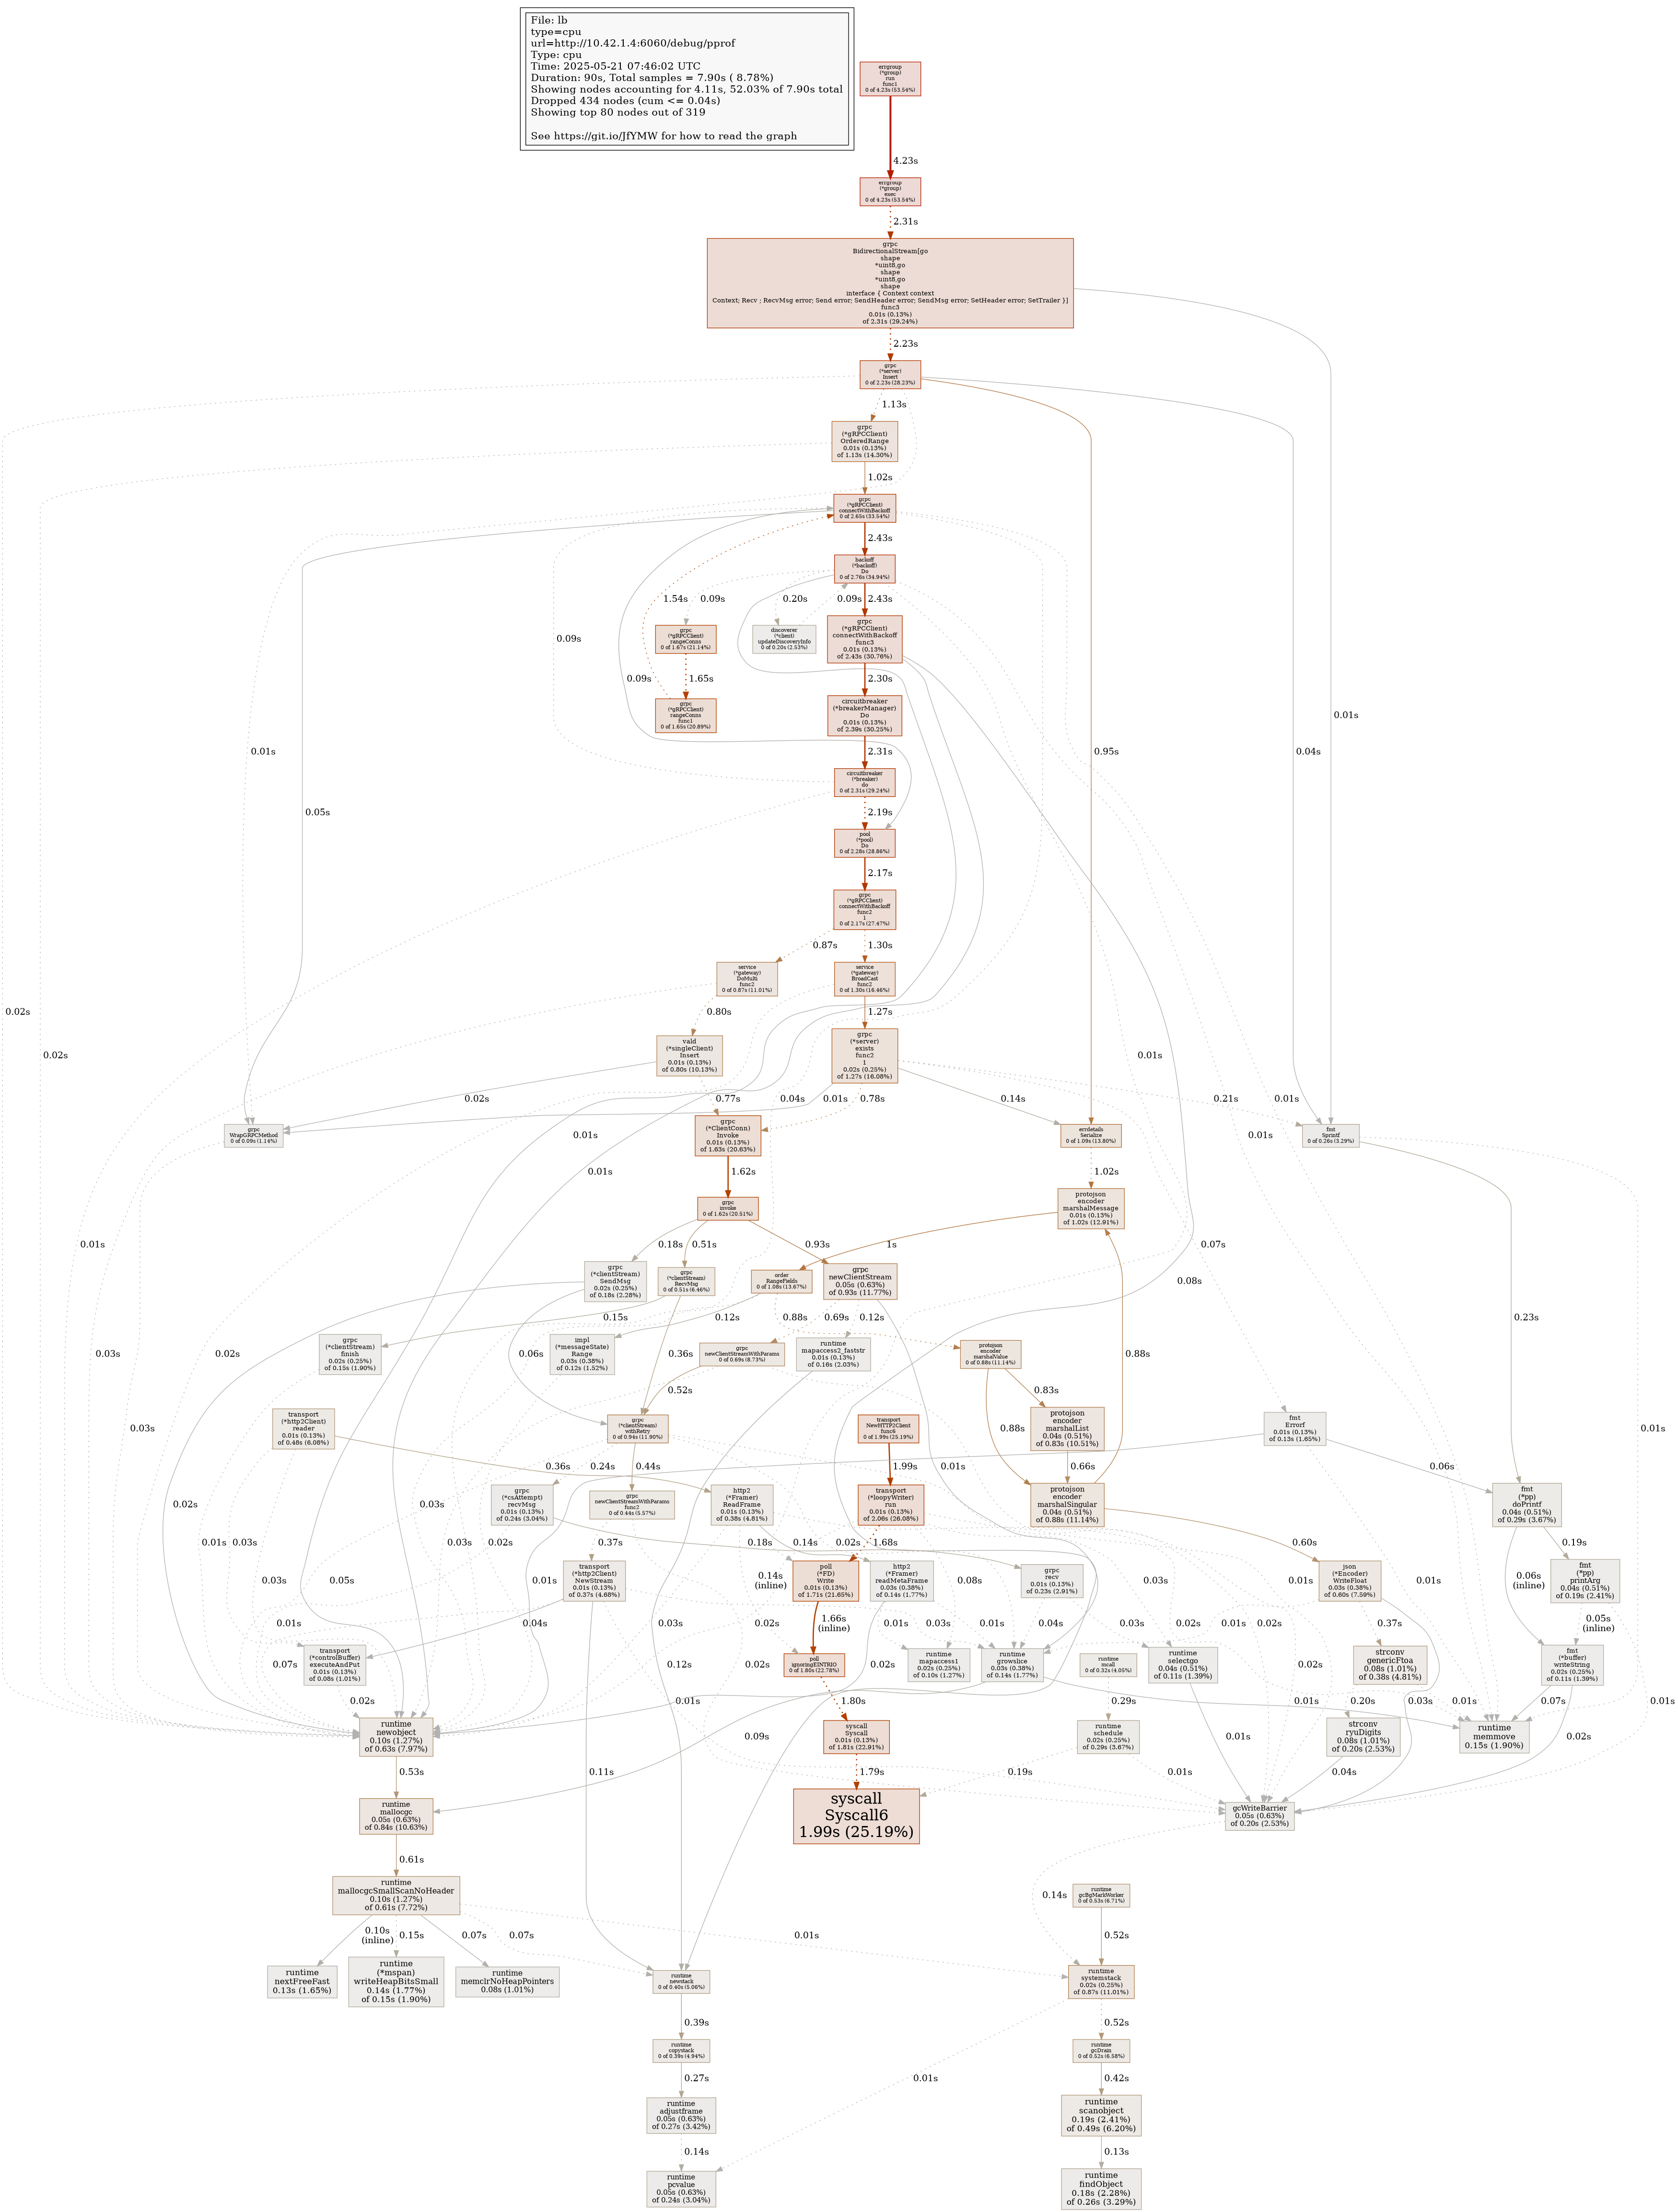 File: lb
type=cpu
url=http://10.42.1.4:6060/debug/pprof
Type: cpu
Time: 2025-05-21 07:46:02 UTC
Duration: 90s, Total samples = 7.90s ( 8.78%)
Showing nodes accounting for 4.11s, 52.03% of 7.90s total
Dropped 434 nodes (cum <= 0.04s)
Showing top 80 nodes out of 319
See https://git.io/JfYMW for how to read the graph
errgroup
(*group)
run
func1
0 of 4.23s (53.54%)
4.23s
errgroup
(*group)
exec
0 of 4.23s (53.54%)
2.31s
grpc
BidirectionalStream[go
shape
*uint8,go
shape
*uint8,go
shape
interface { Context context
Context; Recv ; RecvMsg error; Send error; SendHeader error; SendMsg error; SetHeader error; SetTrailer }]
func3
0.01s (0.13%)
of 2.31s (29.24%)
2.23s
grpc
(*server)
Insert
0 of 2.23s (28.23%)
1.13s
grpc
(*gRPCClient)
OrderedRange
0.01s (0.13%)
of 1.13s (14.30%)
1.02s
grpc
(*gRPCClient)
connectWithBackoff
0 of 2.65s (33.54%)
2.43s
backoff
(*backoff)
Do
0 of 2.76s (34.94%)
1.54s
0.09s
0.20s
0.09s
2.43s
grpc
(*gRPCClient)
rangeConns
0 of 1.67s (21.14%)
discoverer
(*client)
updateDiscoveryInfo
0 of 0.20s (2.53%)
grpc
(*gRPCClient)
connectWithBackoff
func3
0.01s (0.13%)
of 2.43s (30.76%)
0.09s
0.09s
1.65s
2.30s
grpc
(*gRPCClient)
rangeConns
func1
0 of 1.65s (20.89%)
circuitbreaker
(*breakerManager)
Do
0.01s (0.13%)
of 2.39s (30.25%)
0.01s
0.01s
0.95s
0.04s
2.31s
circuitbreaker
(*breaker)
do
0 of 2.31s (29.24%)
0.05s
2.19s
pool
(*pool)
Do
0 of 2.28s (28.86%)
2.17s
grpc
(*gRPCClient)
connectWithBackoff
func2
1
0 of 2.17s (27.47%)
0.87s
1.30s
service
(*gateway)
DoMulti
func2
0 of 0.87s (11.01%)
service
(*gateway)
BroadCast
func2
0 of 1.30s (16.46%)
0.02s
0.80s
1.27s
vald
(*singleClient)
Insert
0.01s (0.13%)
of 0.80s (10.13%)
grpc
(*server)
exists
func2
1
0.02s (0.25%)
of 1.27s (16.08%)
0.02s
0.01s
0.01s
0.02s
0.77s
0.04s
0.01s
0.78s
0.14s
0.21s
grpc
WrapGRPCMethod
0 of 0.09s (1.14%)
grpc
(*ClientConn)
Invoke
0.01s (0.13%)
of 1.63s (20.63%)
0.01s
errdetails
Serialize
0 of 1.09s (13.80%)
0.01s
fmt
Sprintf
0 of 0.26s (3.29%)
0.01s
1.62s
1.02s
grpc
invoke
0 of 1.62s (20.51%)
protojson
encoder
marshalMessage
0.01s (0.13%)
of 1.02s (12.91%)
0.01s
0.18s
0.51s
0.93s
1s
0.07s
grpc
(*clientStream)
SendMsg
0.02s (0.25%)
of 0.18s (2.28%)
grpc
(*clientStream)
RecvMsg
0 of 0.51s (6.46%)
order
RangeFields
0 of 1.08s (13.67%)
grpc
newClientStream
0.05s (0.63%)
of 0.93s (11.77%)
0.08s
0.03s
0.02s
0.15s
0.12s
0.88s
0.69s
0.12s
0.23s
grpc
(*clientStream)
finish
0.02s (0.25%)
of 0.15s (1.90%)
impl
(*messageState)
Range
0.03s (0.38%)
of 0.12s (1.52%)
0.06s
0.36s
grpc
newClientStreamWithParams
0 of 0.69s (8.73%)
runtime
mapaccess2_faststr
0.01s (0.13%)
of 0.16s (2.03%)
protojson
encoder
marshalValue
0 of 0.88s (11.14%)
0.88s
0.52s
0.83s
transport
(*http2Client)
reader
0.01s (0.13%)
of 0.48s (6.08%)
grpc
(*clientStream)
withRetry
0 of 0.94s (11.90%)
transport
NewHTTP2Client
func6
0 of 1.99s (25.19%)
protojson
encoder
marshalList
0.04s (0.51%)
of 0.83s (10.51%)
fmt
Errorf
0.01s (0.13%)
of 0.13s (1.65%)
0.88s
0.01s
0.03s
0.36s
0.24s
0.44s
1.99s
0.66s
0.06s
grpc
(*csAttempt)
recvMsg
0.01s (0.13%)
of 0.24s (3.04%)
grpc
newClientStreamWithParams
func2
0 of 0.44s (5.57%)
http2
(*Framer)
ReadFrame
0.01s (0.13%)
of 0.38s (4.81%)
transport
(*loopyWriter)
run
0.01s (0.13%)
of 2.06s (26.08%)
protojson
encoder
marshalSingular
0.04s (0.51%)
of 0.88s (11.14%)
fmt
(*pp)
doPrintf
0.04s (0.51%)
of 0.29s (3.67%)
0.01s
0.02s
0.01s
0.03s
0.03s
0.03s
0.02s
0.37s
0.18s
0.14s
0.02s
1.68s
0.03s
0.01s
0.01s
0.60s
0.19s
transport
(*http2Client)
NewStream
0.01s (0.13%)
of 0.37s (4.68%)
0.14s
(inline)
poll
(*FD)
Write
0.01s (0.13%)
of 1.71s (21.65%)
http2
(*Framer)
readMetaFrame
0.03s (0.38%)
of 0.14s (1.77%)
0.08s
grpc
recv
0.01s (0.13%)
of 0.23s (2.91%)
json
(*Encoder)
WriteFloat
0.03s (0.38%)
of 0.60s (7.59%)
0.06s
(inline)
fmt
(*pp)
printArg
0.04s (0.51%)
of 0.19s (2.41%)
0.03s
0.05s
0.01s
0.01s
0.04s
0.03s
0.02s
1.66s
(inline)
0.01s
0.03s
0.01s
0.04s
0.03s
0.02s
0.01s
0.02s
0.37s
0.05s
(inline)
transport
(*controlBuffer)
executeAndPut
0.01s (0.13%)
of 0.08s (1.01%)
poll
ignoringEINTRIO
0 of 1.80s (22.78%)
runtime
mapaccess1
0.02s (0.25%)
of 0.10s (1.27%)
runtime
growslice
0.03s (0.38%)
of 0.14s (1.77%)
runtime
mcall
0 of 0.32s (4.05%)
runtime
selectgo
0.04s (0.51%)
of 0.11s (1.39%)
strconv
genericFtoa
0.08s (1.01%)
of 0.38s (4.81%)
fmt
(*buffer)
writeString
0.02s (0.25%)
of 0.11s (1.39%)
0.07s
0.02s
0.12s
0.01s
0.02s
0.02s
1.80s
0.29s
0.01s
0.02s
0.20s
0.03s
0.01s
0.07s
0.01s
runtime
newobject
0.10s (1.27%)
of 0.63s (7.97%)
syscall
Syscall
0.01s (0.13%)
of 1.81s (22.91%)
runtime
schedule
0.02s (0.25%)
of 0.29s (3.67%)
strconv
ryuDigits
0.08s (1.01%)
of 0.20s (2.53%)
runtime
memmove
0.15s (1.90%)
0.53s
0.11s
0.09s
1.79s
0.19s
0.01s
0.01s
0.04s
0.02s
runtime
mallocgc
0.05s (0.63%)
of 0.84s (10.63%)
syscall
Syscall6
1.99s (25.19%)
gcWriteBarrier
0.05s (0.63%)
of 0.20s (2.53%)
0.61s
0.14s
runtime
mallocgcSmallScanNoHeader
0.10s (1.27%)
of 0.61s (7.72%)
runtime
gcBgMarkWorker
0 of 0.53s (6.71%)
0.10s
(inline)
0.15s
0.07s
0.07s
0.01s
0.52s
runtime
nextFreeFast
0.13s (1.65%)
runtime
(*mspan)
writeHeapBitsSmall
0.14s (1.77%)
of 0.15s (1.90%)
runtime
memclrNoHeapPointers
0.08s (1.01%)
runtime
newstack
0 of 0.40s (5.06%)
runtime
systemstack
0.02s (0.25%)
of 0.87s (11.01%)
0.39s
0.52s
runtime
copystack
0 of 0.39s (4.94%)
runtime
gcDrain
0 of 0.52s (6.58%)
0.27s
0.01s
0.42s
runtime
adjustframe
0.05s (0.63%)
of 0.27s (3.42%)
runtime
scanobject
0.19s (2.41%)
of 0.49s (6.20%)
0.14s
0.13s
runtime
pcvalue
0.05s (0.63%)
of 0.24s (3.04%)
runtime
findObject
0.18s (2.28%)
of 0.26s (3.29%)